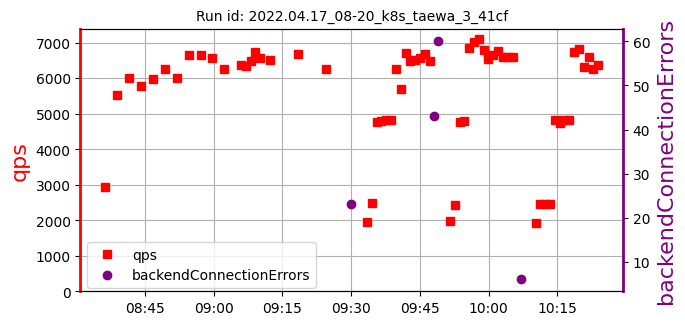 Run id: 2022.04.17_08-20_k8s_taewa_3_41cf
qps
7000
6000
5000
4000
3000
2000
1000
0
60
50
40
30
20
10
backendConnectionErrors
qps
backendConnectionErrors
08:45 09:00 09:15 09:30 09:45 10:00 10:15